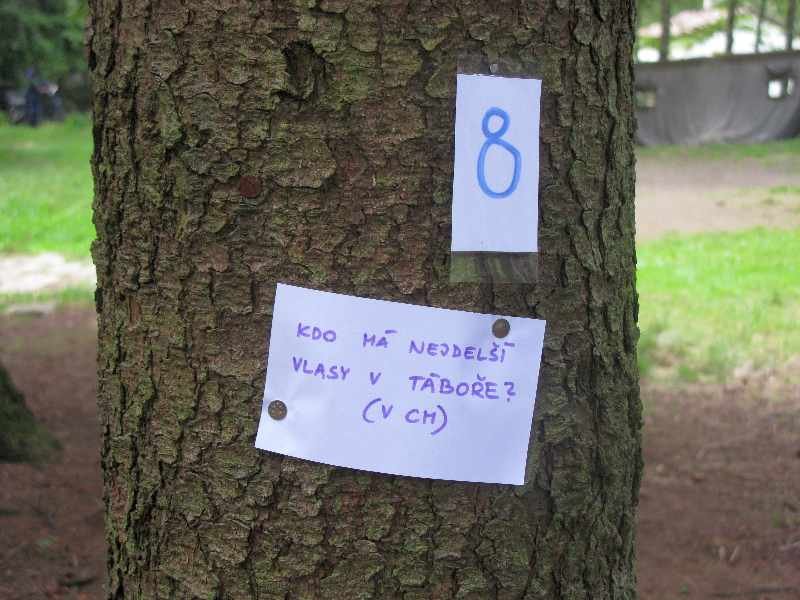 8
KDO MÁ NEJDELŠÍ
VLASY V TÁBOŘE?
(V CM)